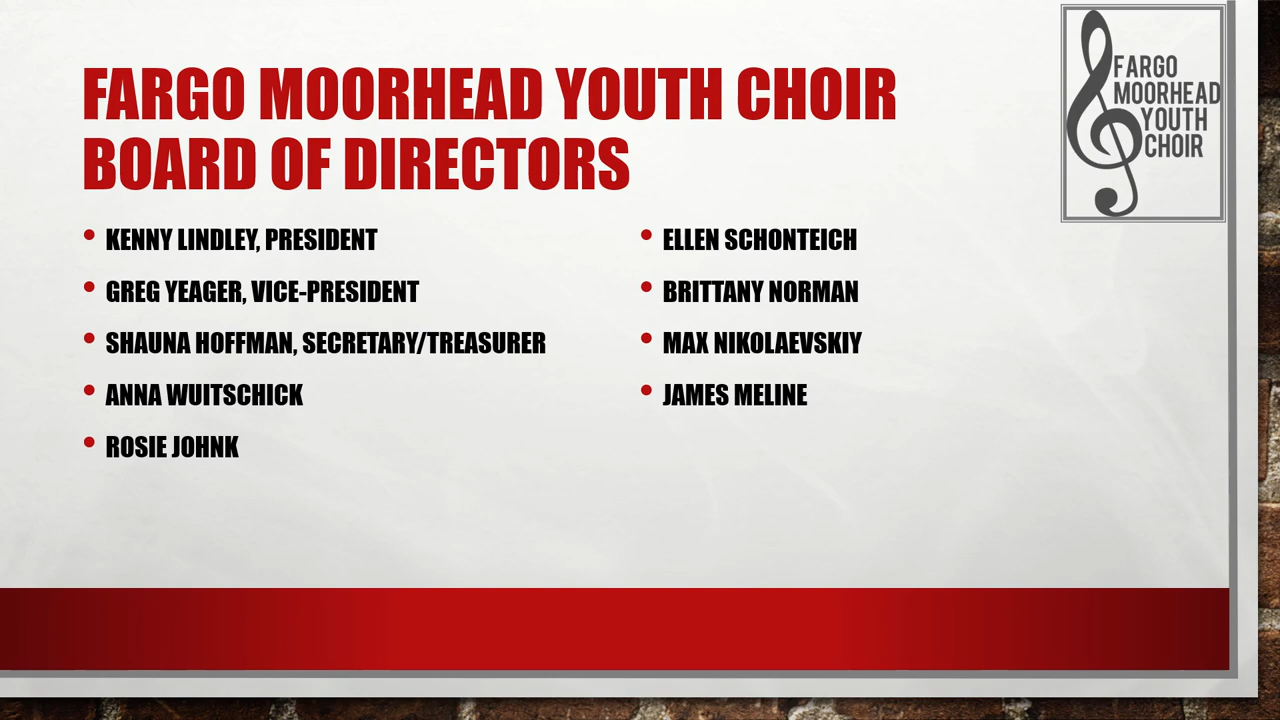 FARGO MOORHEAD YOUTH CHOIR
BOARD OF DIRECTORS
KENNY LINDLEY, PRESIDENT
GREG YEAGER, VICE-PRESIDENT
SHAUNA HOFFMAN, SECRETARY/TREASURER
ANNA WUITSCHICK
ROSIE JOHNK
ELLEN SCHONTEICH
BRITTANY NORMAN
MAX NIKOLAEVSKIY
JAMES MELINE
FARGO
MOORHEAD
YOUTH
CHOIR